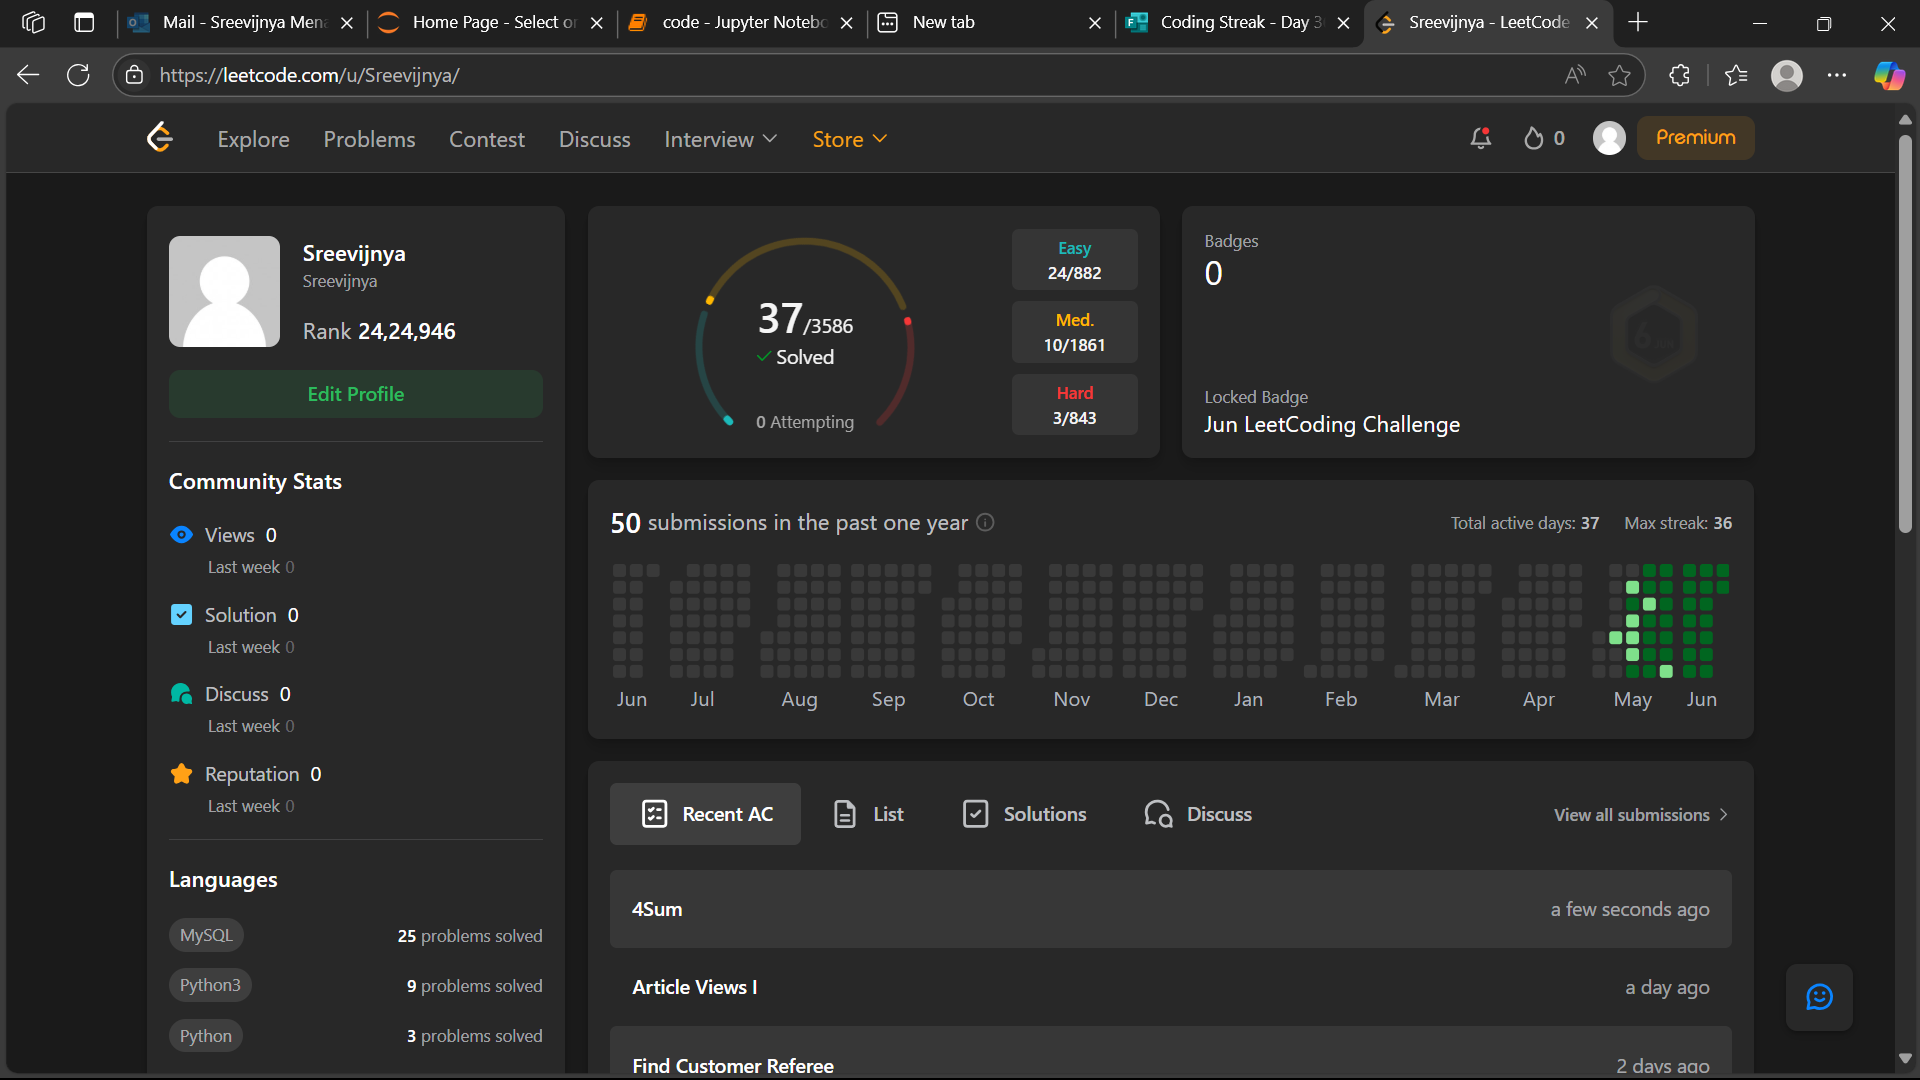 Mail - Sreevijnya Men
Home Page - Select or
code - Jupyter Notebo
New tab
Coding Streak - Day 3
Sreevijnya - LeetCode
https://leetcode.com/u/Sreevijnya/
Explore
Problems
Contest
Discuss
Interview
Store
0
Premium
Sreevijnya
Sreevijnya
Rank 24,24,946
Edit Profile
Community Stats
Views 0
Last week 0
Solution 0
Last week 0
Discuss 0
Last week 0
Reputation 0
Last week 0
Languages
MySQL
25 problems solved
Python3
9 problems solved
Python
3 problems solved
37/3586
Solved
0 Attempting
Easy
24/882
Med.
10/1861
Hard
3/843
Badges
0
Locked Badge
Jun LeetCoding Challenge
50 submissions in the past one year
Total active days: 37
Max streak: 36
Jun Jul Aug Sep Oct Nov Dec Jan Feb Mar Apr May Jun
Recent AC
List
Solutions
Discuss
View all submissions
4Sum
a few seconds ago
Article Views I
a day ago
Find Customer Referee
2 days ago